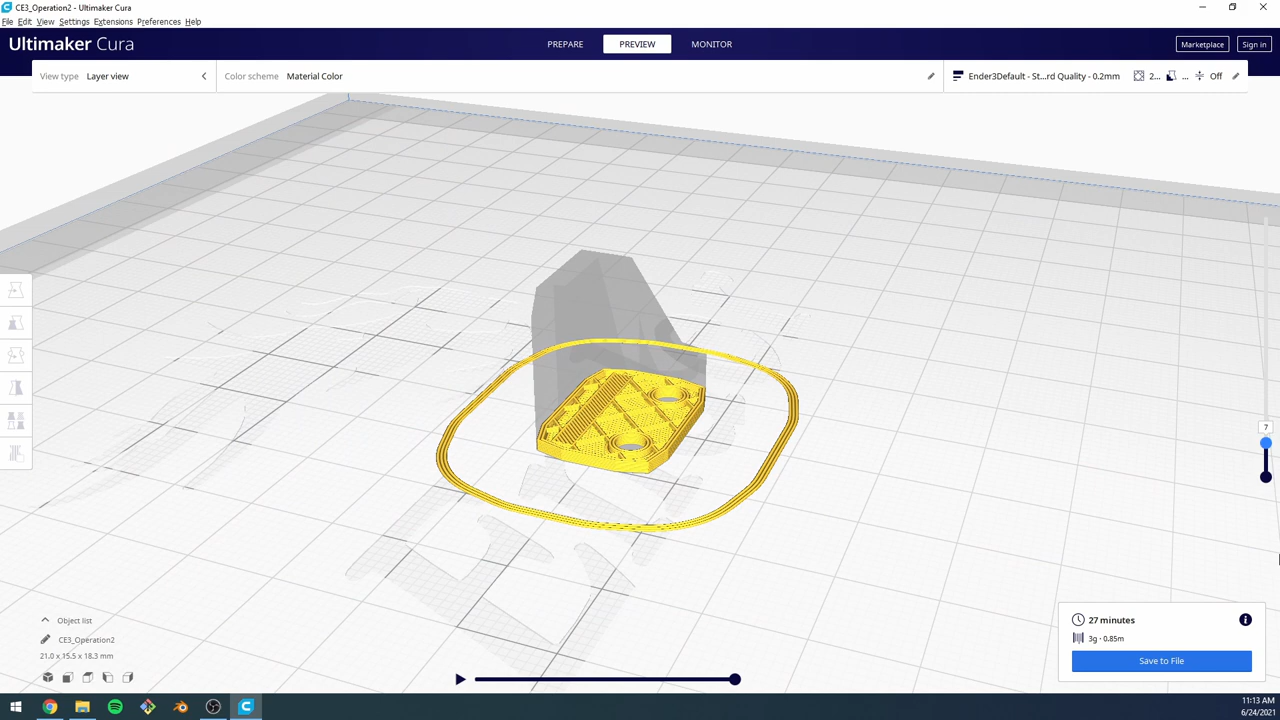 CE3_Operation2 - Ultimaker Cura
File Edit View Settings Extensions Preferences Help
Ultimaker Cura
PREPARE PREVIEW MONITOR
Marketplace Sign in
View type Layer view
Color scheme Material Color
Ender3Default - St...rd Quality - 0.2mm 2... ... Off
7
27 minutes
3g · 0.85m
Save to File
Object list
CE3_Operation2
21.0 x 15.5 x 18.3 mm
11:13 AM
6/24/2021